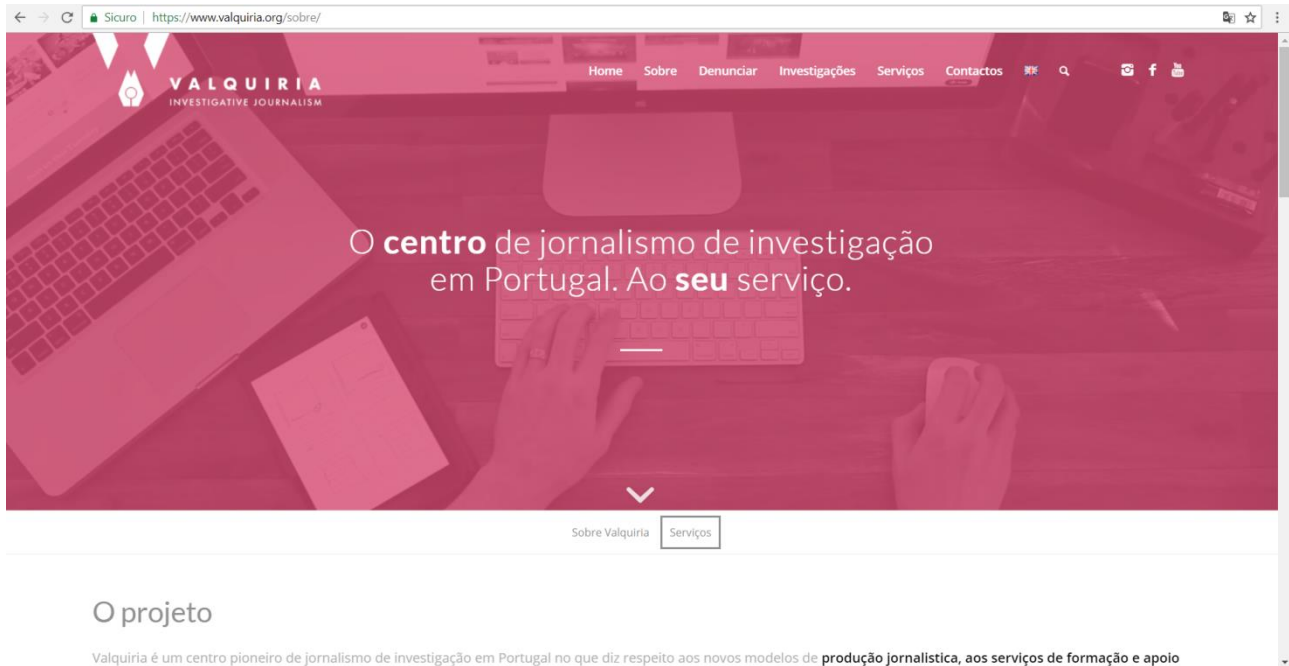 Sicuro https://www.valquiria.org/sobre/
VALQUIRIA
INVESTIGATIVE JOURNALISM
Home Sobre Denunciar Investigações Serviços Contactos
O centro de jornalismo de investigação
em Portugal. Ao seu serviço.
Sobre Valquiria Serviços
O projeto
Valquiria é um centro pioneiro de jornalismo de investigação em Portugal no que diz respeito aos novos modelos de produção jornalistica, aos serviços de formação e apoio